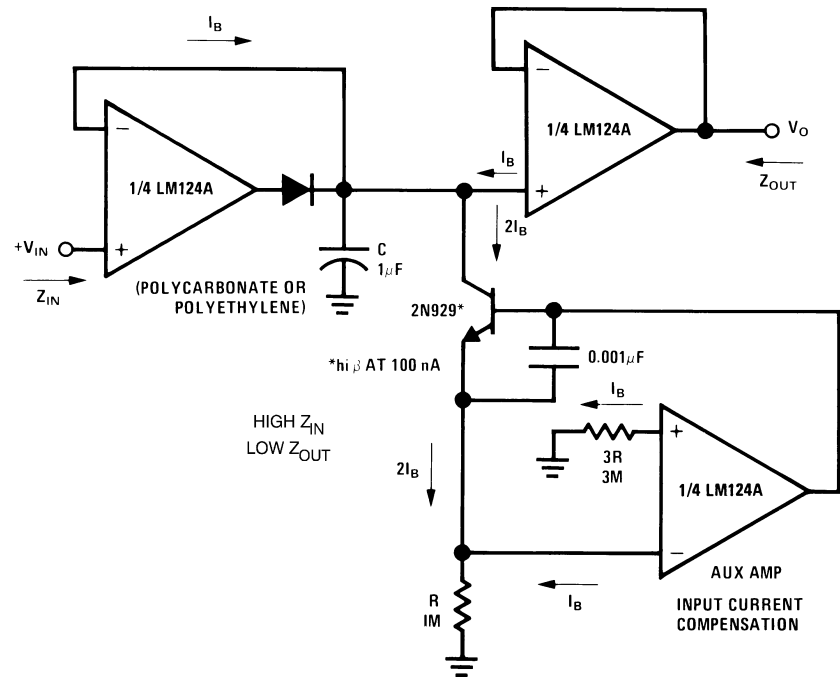 I_B
−
1/4 LM124A
+
+V_IN
Z_IN
C
1μF
(POLYCARBONATE OR
POLYETHYLENE)
−
1/4 LM124A
+
I_B
V_O
Z_OUT
2I_B
2N929*
*hi β AT 100 nA
0.001μF
HIGH Z_IN
LOW Z_OUT
I_B
3R
3M
+
1/4 LM124A
−
2I_B
I_B
R
1M
AUX AMP
INPUT CURRENT
COMPENSATION